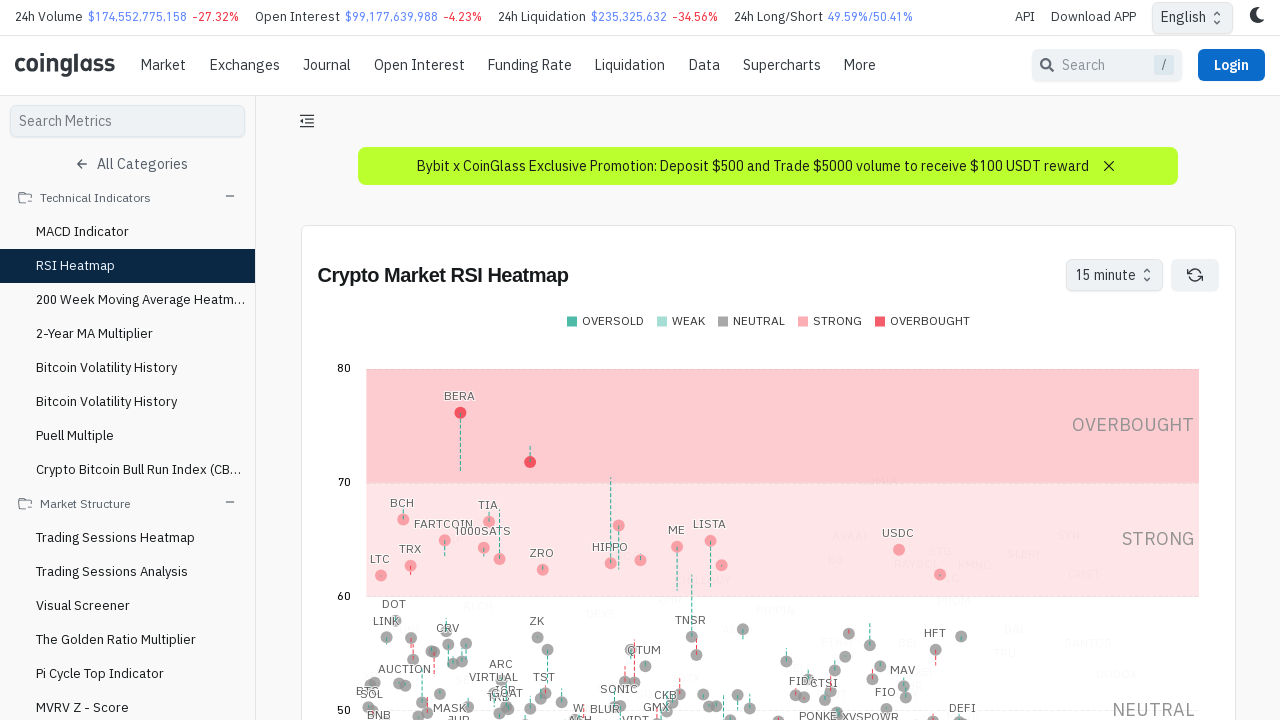 24h Volume $174,552,775,158 -27.32% Open Interest $99,177,639,988 -4.23% 24h Liquidation $235,325,632 -34.56% 24h Long/Short 49.59%/50.41% API Download APP English
coinglass Market Exchanges Journal Open Interest Funding Rate Liquidation Data Supercharts More Search / Login
Search Metrics
All Categories
Technical Indicators
MACD Indicator
RSI Heatmap
200 Week Moving Average Heatm...
2-Year MA Multiplier
Bitcoin Volatility History
Bitcoin Volatility History
Puell Multiple
Crypto Bitcoin Bull Run Index (CB...
Market Structure
Trading Sessions Heatmap
Trading Sessions Analysis
Visual Screener
The Golden Ratio Multiplier
Pi Cycle Top Indicator
MVRV Z - Score
Bybit x CoinGlass Exclusive Promotion: Deposit $500 and Trade $5000 volume to receive $100 USDT reward
Crypto Market RSI Heatmap
15 minute
OVERSOLD WEAK NEUTRAL STRONG OVERBOUGHT
80
BERA
OVERBOUGHT
70
BCH TIA
FARTCOIN 1000SATS ME LISTA USDC
STRONG
LTC TRX ZRO HIPPO
60
DOT
LINK CRV ZK TNSR HFT
QTUM
AUCTION ARC
VIRTUAL TST MAV
SOL SONIC CKB FIDA CTSI FIO
BNB MASK BLUR GMX DEFI
50
NEUTRAL